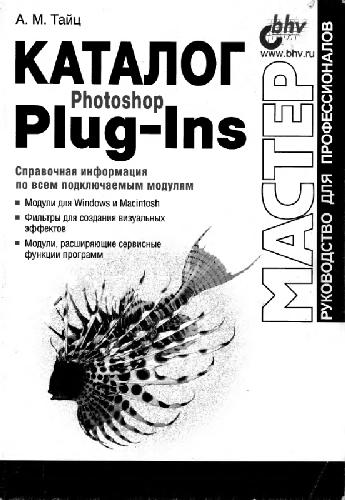 А. М. Тайц
КАТАЛОГ
Photoshop
Plug-Ins
Справочная информация
по всем подключаемым модулям
Модули для Windows и Macintosh
Фильтры для создания визуальных
эффектов
Модули, расширяющие сервисные
функции программ
bhv
www.bhv.ru
МАСТЕР
РУКОВОДСТВО ДЛЯ ПРОФЕССИОНАЛОВ